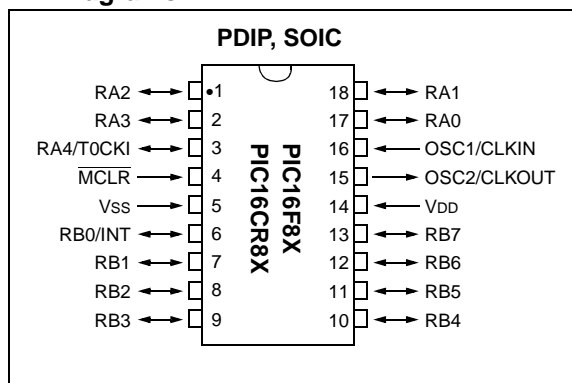 PDIP, SOIC
RA2 •1 18 RA1
RA3 2 17 RA0
RA4/T0CKI 3 16 OSC1/CLKIN
MCLR 4 15 OSC2/CLKOUT
VSS 5 14 VDD
RB0/INT 6 13 RB7
RB1 7 12 RB6
RB2 8 11 RB5
RB3 9 10 RB4
PIC16F8X
PIC16CR8X